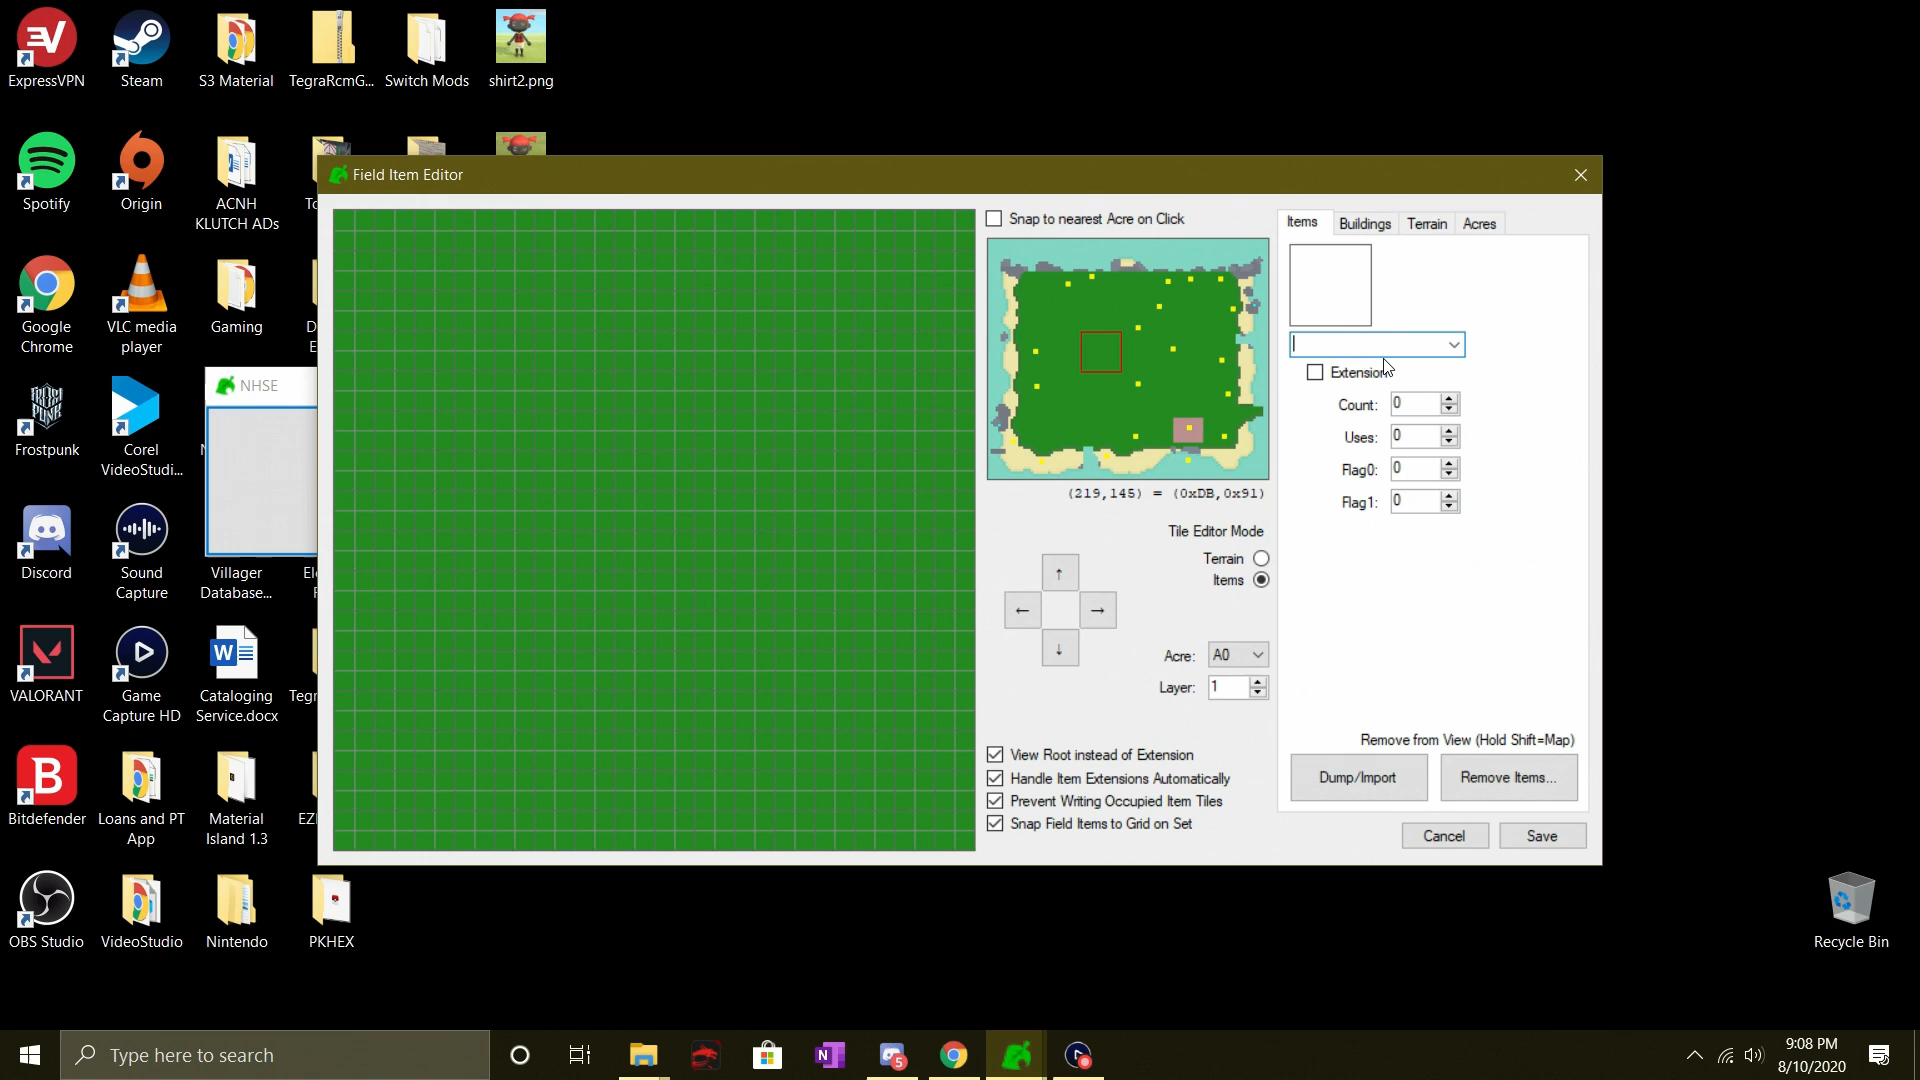 ExpressVPN
Steam
S3 Material
TegraRcmG...
Switch Mods
shirt2.png
Spotify
Origin
ACNH
KLUTCH ADs
Google
Chrome
VLC media
player
Gaming
Frostpunk
Corel
VideoStudi...
Discord
Sound
Capture
Villager
Database...
VALORANT
Game
Capture HD
Cataloging
Service.docx
Bitdefender
Loans and PT
App
Material
Island 1.3
OBS Studio
VideoStudio
Nintendo
PKHEX
Recycle Bin
NHSE
Field Item Editor
Snap to nearest Acre on Click
(219,145) = (0xDB,0x91)
Tile Editor Mode
Terrain
Items
↑
←
→
↓
Acre: A0
Layer: 1
View Root instead of Extension
Handle Item Extensions Automatically
Prevent Writing Occupied Item Tiles
Snap Field Items to Grid on Set
Items Buildings Terrain Acres
Extension
Count: 0
Uses: 0
Flag0: 0
Flag1: 0
Remove from View (Hold Shift=Map)
Dump/Import
Remove Items...
Cancel
Save
Type here to search
5
9:08 PM
8/10/2020